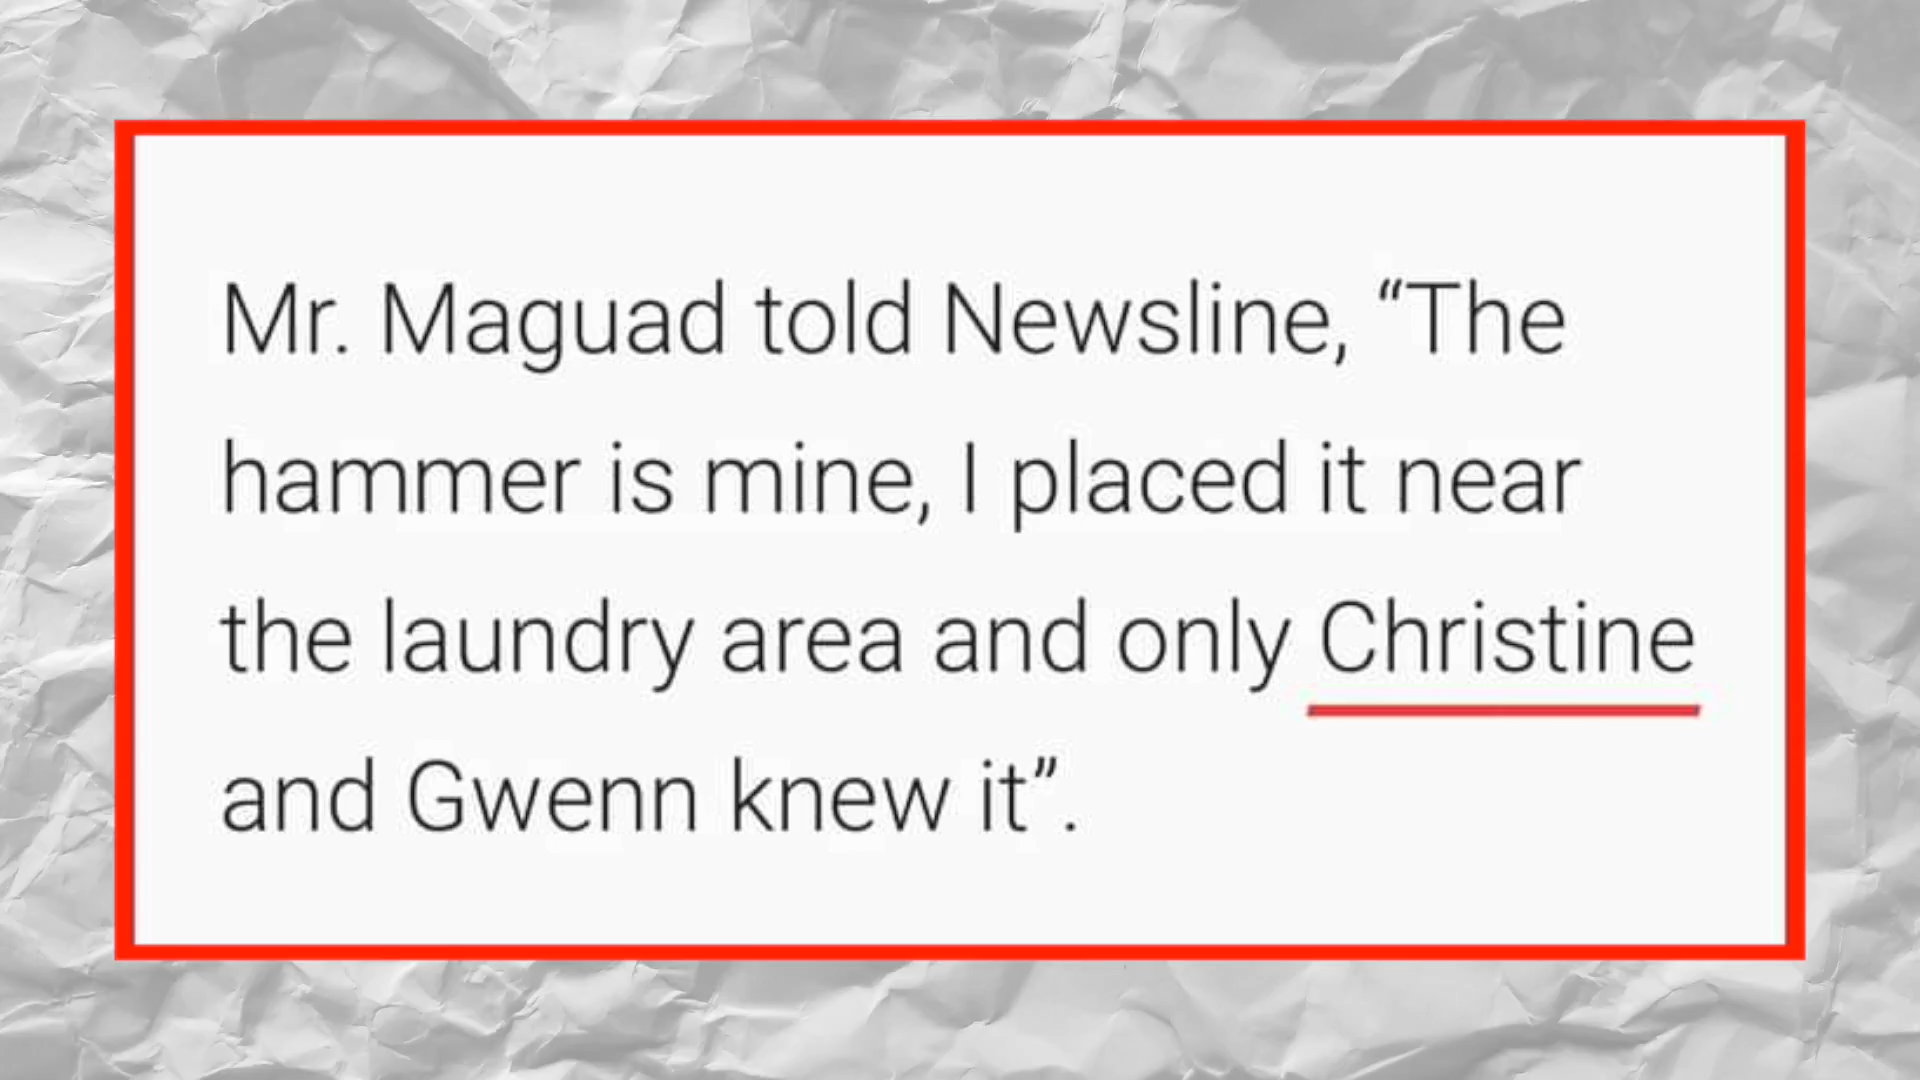 Mr. Maguad told Newsline, “The
hammer is mine, I placed it near
the laundry area and only Christine
and Gwenn knew it”.